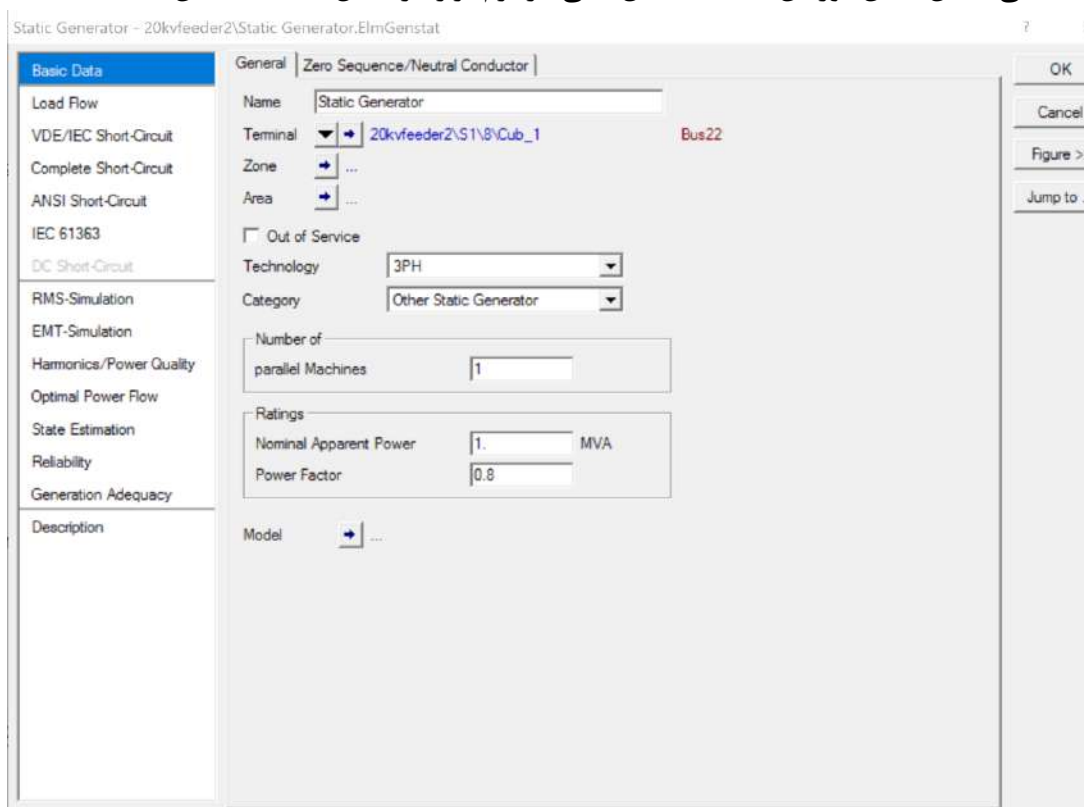 Static Generator - 20kvfeeder2\Static Generator.ElmGenstat ?
Basic Data
Load Flow
VDE/IEC Short-Circuit
Complete Short-Circuit
ANSI Short-Circuit
IEC 61363
DC Short-Circuit
RMS-Simulation
EMT-Simulation
Harmonics/Power Quality
Optimal Power Flow
State Estimation
Reliability
Generation Adequacy
Description
General Zero Sequence/Neutral Conductor
Name Static Generator
Terminal 20kvfeeder2\S1\8\Cub_1 Bus22
Zone ...
Area ...
Out of Service
Technology 3PH
Category Other Static Generator
Number of
parallel Machines 1
Ratings
Nominal Apparent Power 1. MVA
Power Factor 0.8
Model ...
OK
Cancel
Figure >
Jump to .